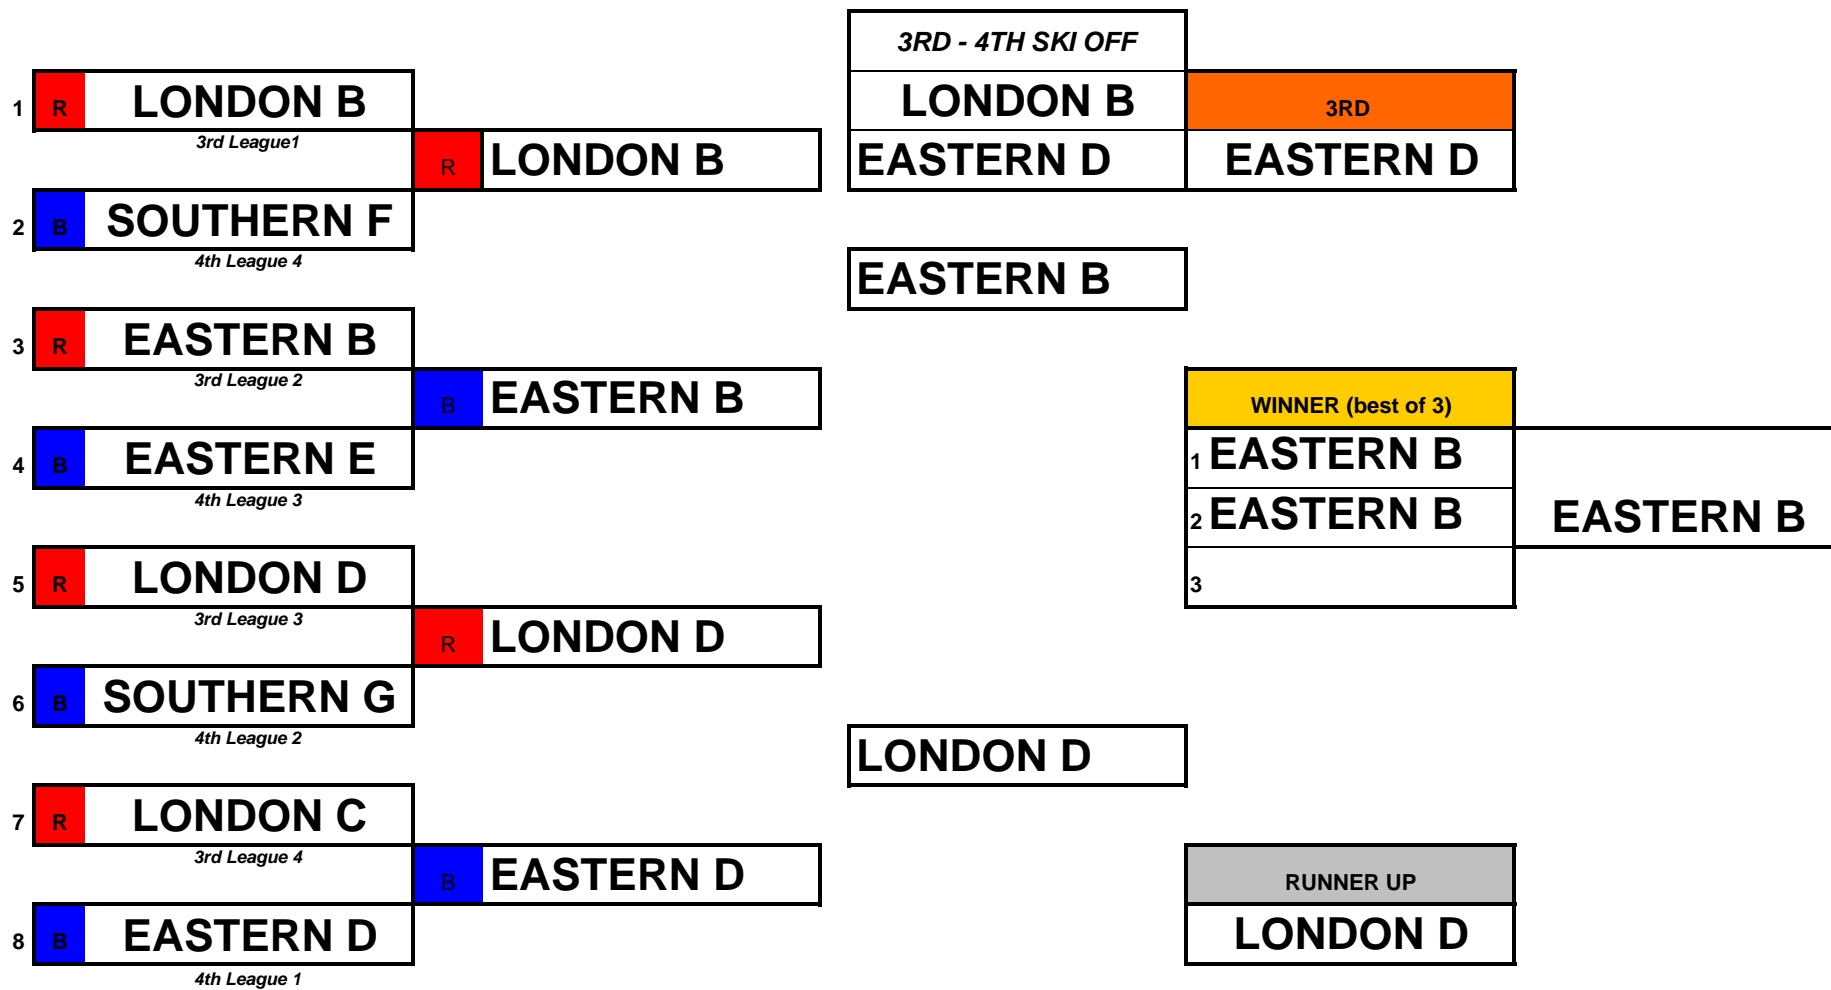 3RD - 4TH SKI OFF
1 R LONDON B
LONDON B
3RD
3rd League1
R LONDON B
EASTERN D
EASTERN D
2 B SOUTHERN F
4th League 4
EASTERN B
3 R EASTERN B
3rd League 2
B EASTERN B
WINNER (best of 3)
4 B EASTERN E
1 EASTERN B
4th League 3
2 EASTERN B
EASTERN B
5 R LONDON D
3
3rd League 3
R LONDON D
6 B SOUTHERN G
4th League 2
LONDON D
7 R LONDON C
3rd League 4
B EASTERN D
RUNNER UP
8 B EASTERN D
LONDON D
4th League 1